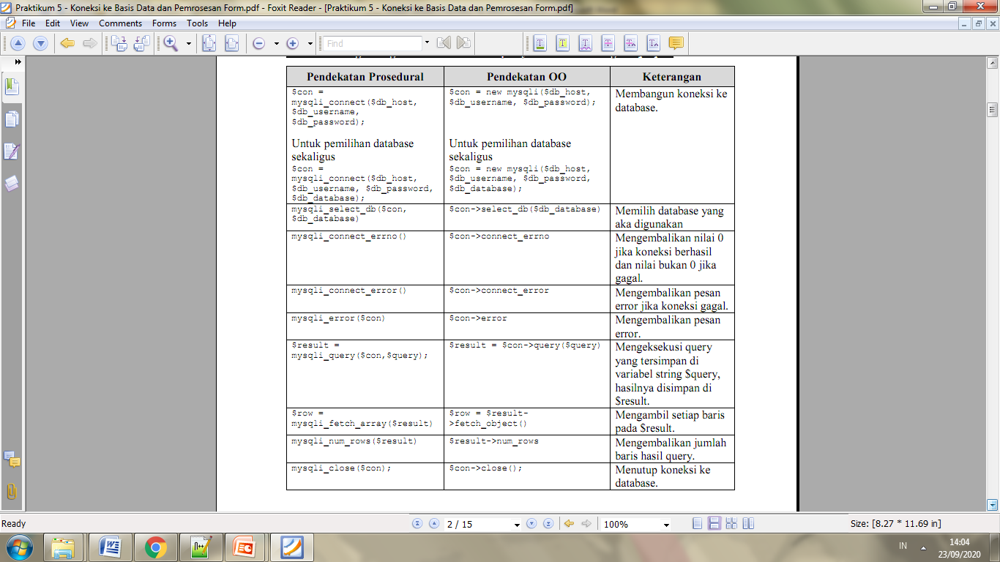 Praktikum 5 - Koneksi ke Basis Data dan Pemrosesan Form.pdf - Foxit Reader - [Praktikum 5 - Koneksi ke Basis Data dan Pemrosesan Form.pdf]
File Edit View Comments Forms Tools Help
Find
Pendekatan Prosedural Pendekatan OO Keterangan
$con =
mysqli_connect($db_host,
$db_username,
$db_password);
Untuk pemilihan database
sekaligus
$con =
mysqli_connect($db_host,
$db_username, $db_password,
$db_database);
$con = new mysqli($db_host,
$db_username, $db_password);
Untuk pemilihan database
sekaligus
$con = new mysqli($db_host,
$db_username, $db_password,
$db_database);
Membangun koneksi ke
database.
mysqli_select_db($con,
$db_database)
$con->select_db($db_database)
Memilih database yang
aka digunakan
mysqli_connect_errno()
$con->connect_errno
Mengembalikan nilai 0
jika koneksi berhasil
dan nilai bukan 0 jika
gagal.
mysqli_connect_error()
$con->connect_error
Mengembalikan pesan
error jika koneksi gagal.
mysqli_error($con)
$con->error
Mengembalikan pesan
error.
$result =
mysqli_query($con,$query);
$result = $con->query($query)
Mengeksekusi query
yang tersimpan di
variabel string $query,
hasilnya disimpan di
$result.
$row =
mysqli_fetch_array($result)
$row = $result-
>fetch_object()
Mengambil setiap baris
pada $result.
mysqli_num_rows($result)
$result->num_rows
Mengembalikan jumlah
baris hasil query.
mysqli_close($con);
$con->close();
Menutup koneksi ke
database.
Ready 2 / 15 100% Size: [8.27 * 11.69 in]
IN 14:04
23/09/2020